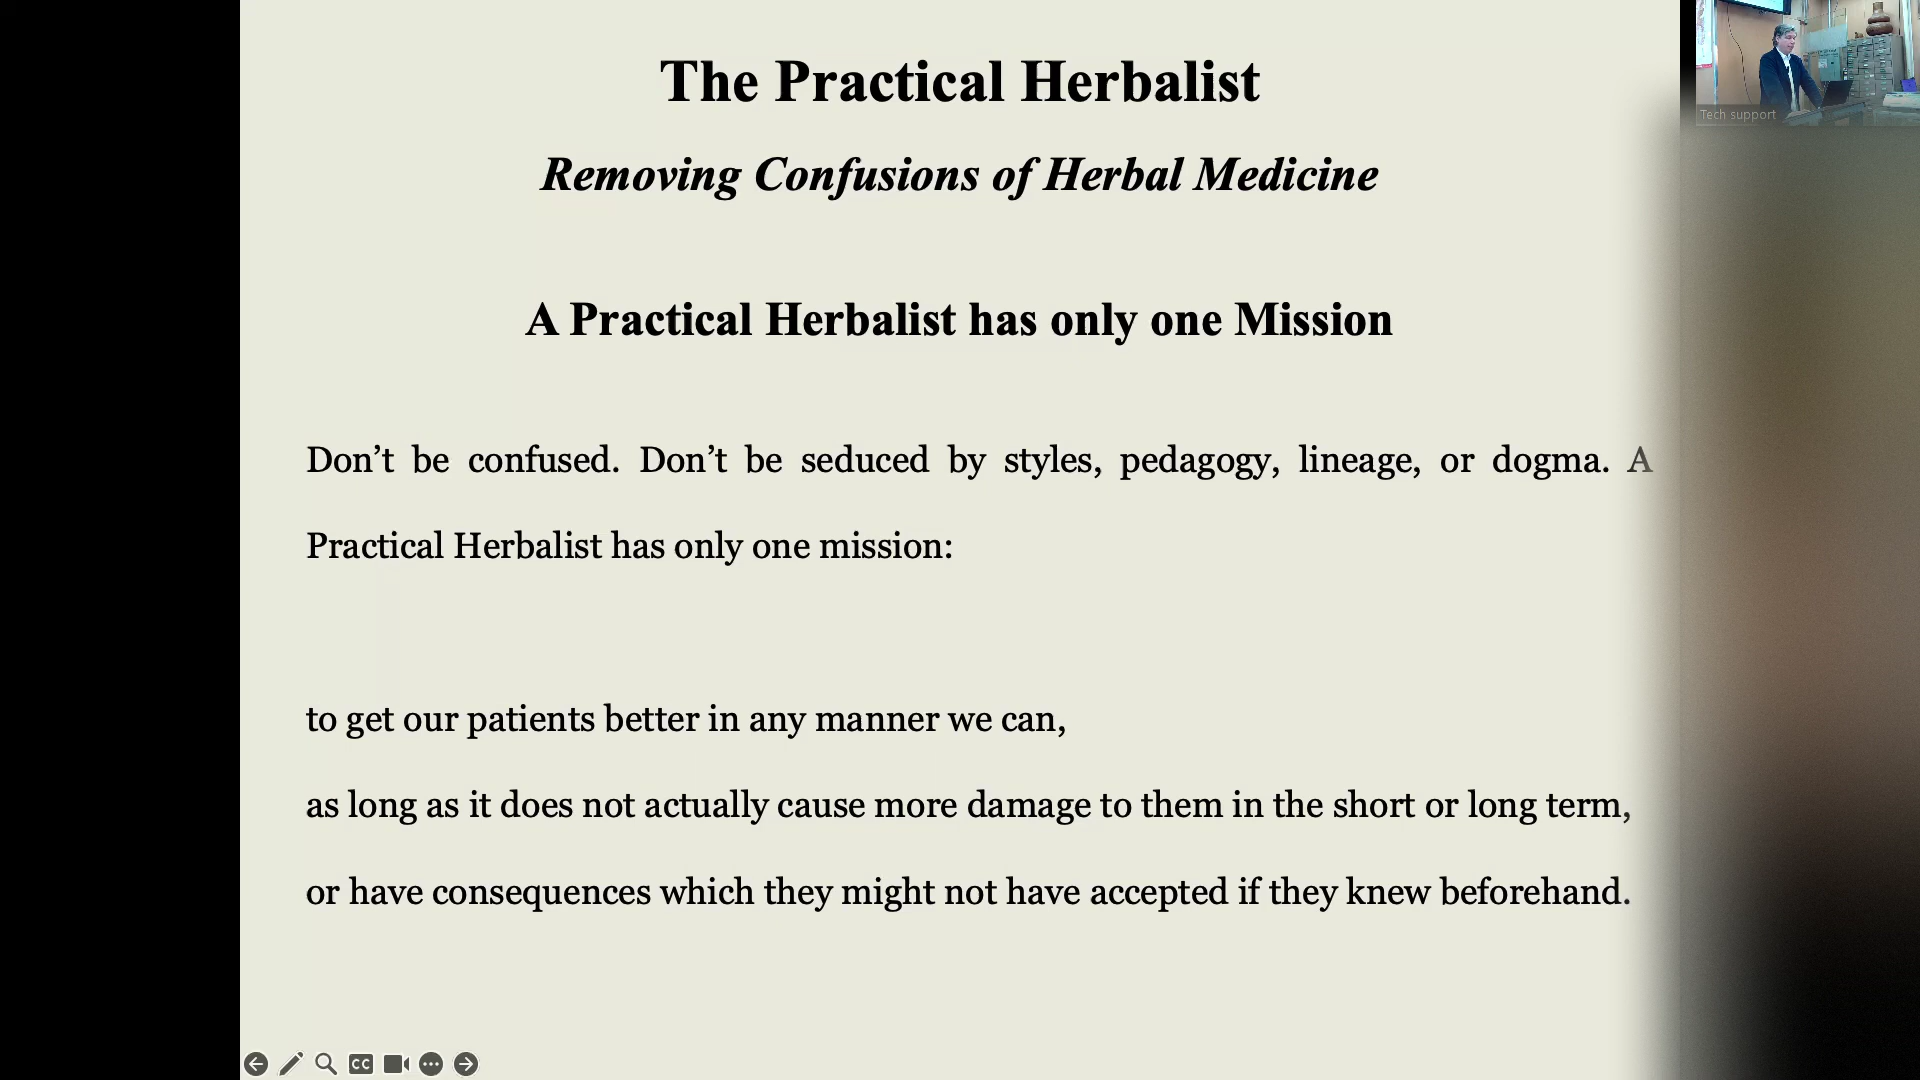 The Practical Herbalist
Removing Confusions of Herbal Medicine
A Practical Herbalist has only one Mission
Don’t be confused. Don’t be seduced by styles, pedagogy, lineage, or dogma. A
Practical Herbalist has only one mission:
to get our patients better in any manner we can,
as long as it does not actually cause more damage to them in the short or long term,
or have consequences which they might not have accepted if they knew beforehand.
Tech support
CC